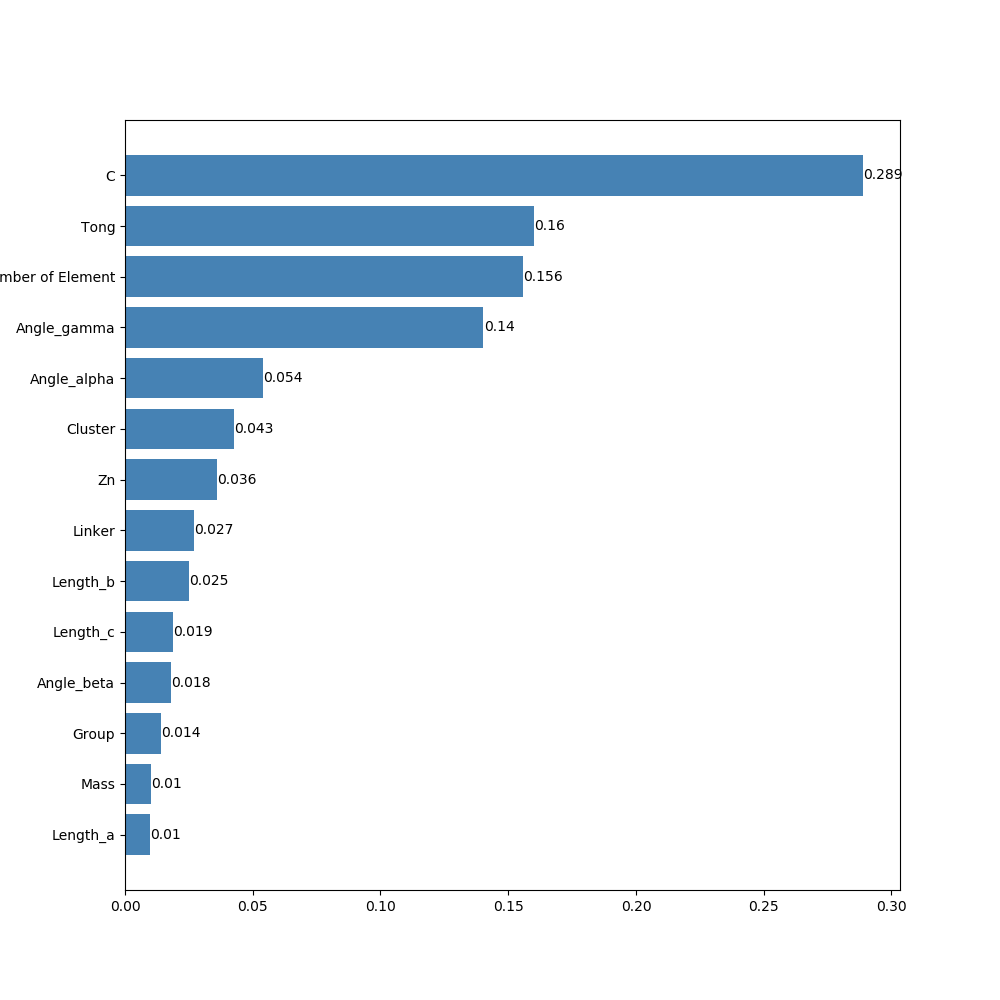 C 0.289
Tong 0.16
mber of Element 0.156
Angle_gamma 0.14
Angle_alpha 0.054
Cluster 0.043
Zn 0.036
Linker 0.027
Length_b 0.025
Length_c 0.019
Angle_beta 0.018
Group 0.014
Mass 0.01
Length_a 0.01
0.00 0.05 0.10 0.15 0.20 0.25 0.30